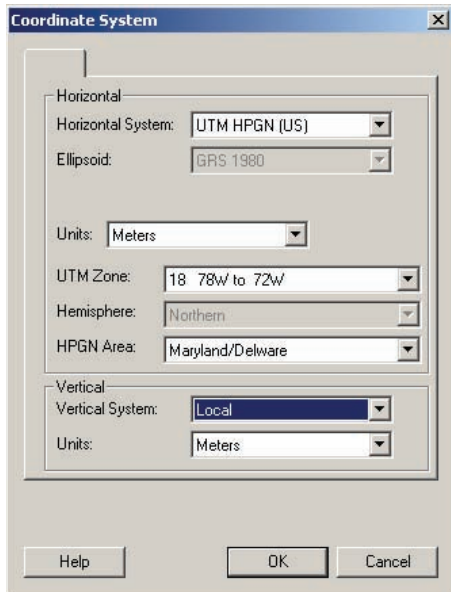 Coordinate System
Horizontal
Horizontal System: UTM HPGN (US)
Ellipsoid: GRS 1980
Units: Meters
UTM Zone: 18 78W to 72W
Hemisphere: Northern
HPGN Area: Maryland/Delware
Vertical
Vertical System: Local
Units: Meters
Help OK Cancel